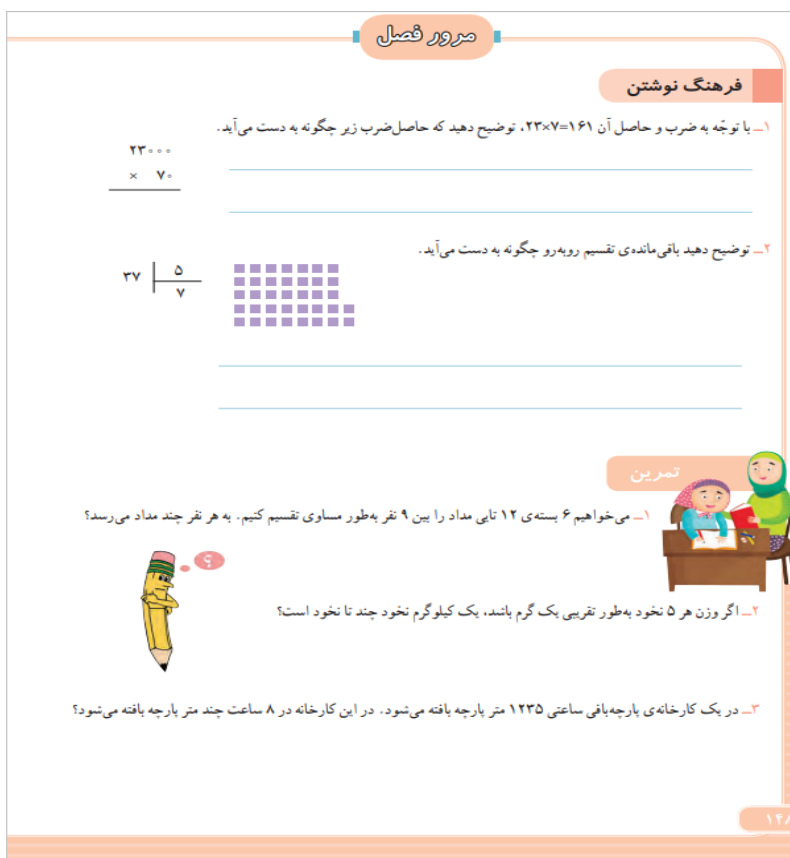 مرور فصل
فرهنگ نوشتن
۱ــ با توجّه به ضرب و حاصل آن ۱۶۱=۷×۲۳، توضیح دهید که حاصل‌ضرب زیر چگونه به دست می‌آید.
۲۳۰۰۰
× ۷۰
۲ــ توضیح دهید باقی‌مانده‌ی تقسیم روبه‌رو چگونه به دست می‌آید.
۳۷ ۵
۷
تمرین
۱ــ می‌خواهیم ۶ بسته‌ی ۱۲ تایی مداد را بین ۹ نفر به‌طور مساوی تقسیم کنیم. به هر نفر چند مداد می‌رسد؟
؟
۲ــ اگر وزن هر ۵ نخود به‌طور تقریبی یک گرم باشد، یک کیلوگرم نخود چند تا نخود است؟
۳ــ در یک کارخانه‌ی پارچه‌بافی ساعتی ۱۲۳۵ متر پارچه بافته می‌شود. در این کارخانه در ۸ ساعت چند متر پارچه بافته می‌شود؟
۱۴۸